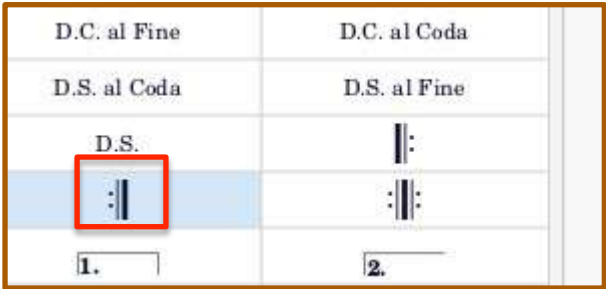 D.C. al Fine
D.C. al Coda
D.S. al Coda
D.S. al Fine
D.S.
1.
2.